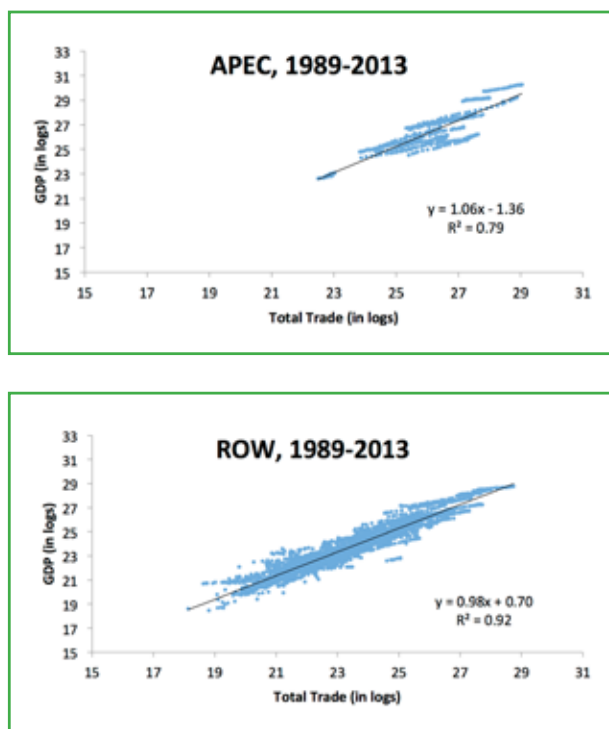 APEC, 1989-2013
33
31
29
27
25
23
21
19
17
15
GDP (in logs)
y = 1.06x - 1.36
R² = 0.79
15 17 19 21 23 25 27 29 31
Total Trade (in logs)
ROW, 1989-2013
33
31
29
27
25
23
21
19
17
15
GDP (in logs)
y = 0.98x + 0.70
R² = 0.92
15 17 19 21 23 25 27 29 31
Total Trade (in logs)